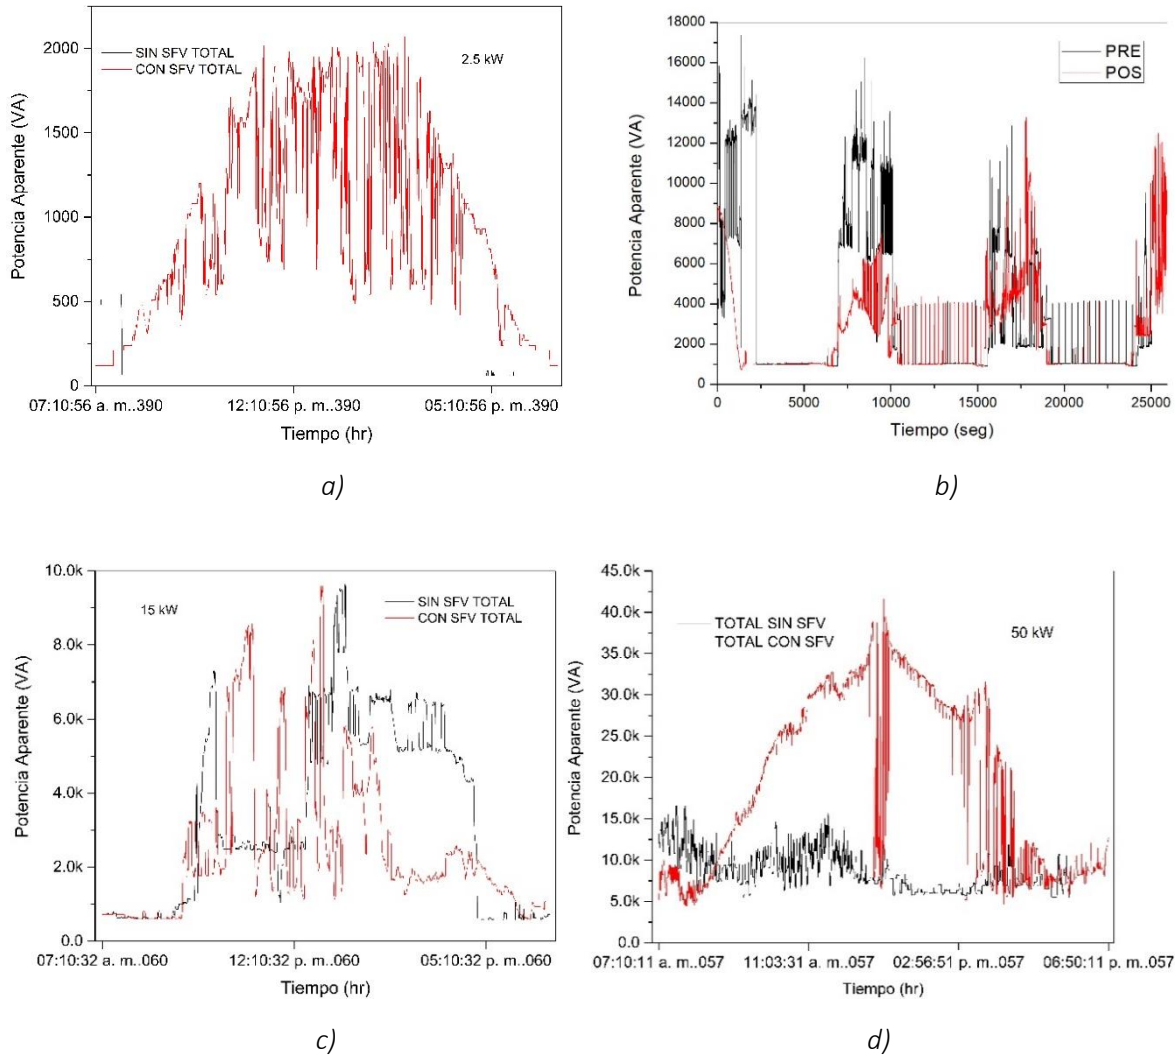 2000
1500
1000
500
0
Potencia Aparente (VA)
SIN SFV TOTAL
CON SFV TOTAL
2.5 kW
07:10:56 a. m..390
12:10:56 p. m..390
05:10:56 p. m..390
Tiempo (hr)
a)
18000
16000
14000
12000
10000
8000
6000
4000
2000
0
Potencia Aparente (VA)
PRE
POS
0
5000
10000
15000
20000
25000
Tiempo (seg)
b)
10.0k
8.0k
6.0k
4.0k
2.0k
0.0
Potencia Aparente (VA)
15 kW
SIN SFV TOTAL
CON SFV TOTAL
07:10:32 a. m..060
12:10:32 p. m..060
05:10:32 p. m..060
Tiempo (hr)
c)
45.0k
40.0k
35.0k
30.0k
25.0k
20.0k
15.0k
10.0k
5.0k
0.0
Potencia Aparente (VA)
TOTAL SIN SFV
TOTAL CON SFV
50 kW
07:10:11 a. m..057
11:03:31 a. m..057
02:56:51 p. m..057
06:50:11 p. m..057
Tiempo (hr)
d)